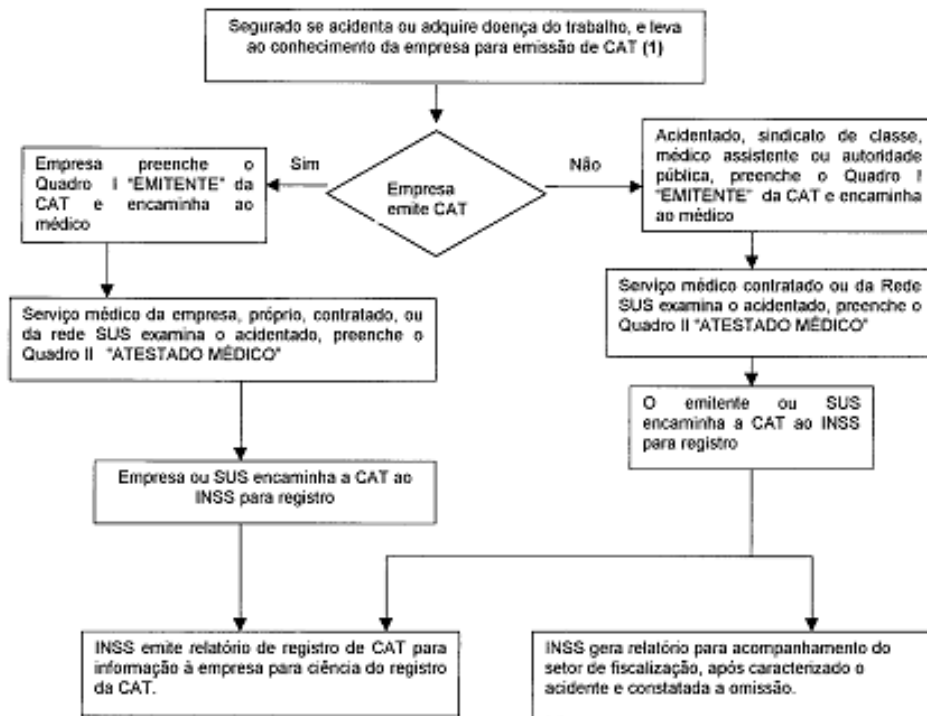 Segurado se acidenta ou adquire doença do trabalho, e leva
ao conhecimento da empresa para emissão de CAT (1)
Empresa preenche o
Quadro I "EMITENTE" da
CAT e encaminha ao
médico
Sim
Empresa
emite CAT
Não
Acidentado, sindicato de classe,
médico assistente ou autoridade
pública, preenche o Quadro I
"EMITENTE" da CAT e encaminha
ao médico
Serviço médico da empresa, próprio, contratado, ou
da rede SUS examina o acidentado, preenche o
Quadro II "ATESTADO MÉDICO"
Serviço médico contratado ou da Rede
SUS examina o acidentado, preenche o
Quadro II "ATESTADO MÉDICO"
O emitente ou SUS
encaminha a CAT ao INSS
para registro
Empresa ou SUS encaminha a CAT ao
INSS para registro
INSS emite relatório de registro de CAT para
informação à empresa para ciência do registro
da CAT.
INSS gera relatório para acompanhamento do
setor de fiscalização, após caracterizado o
acidente e constatada a omissão.